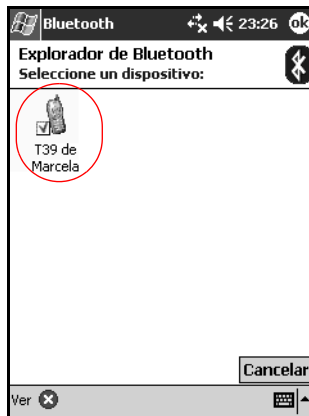 Bluetooth 23:26 ok
Explorador de Bluetooth
Seleccione un dispositivo:
T39 de
Marcela
Cancelar
Ver